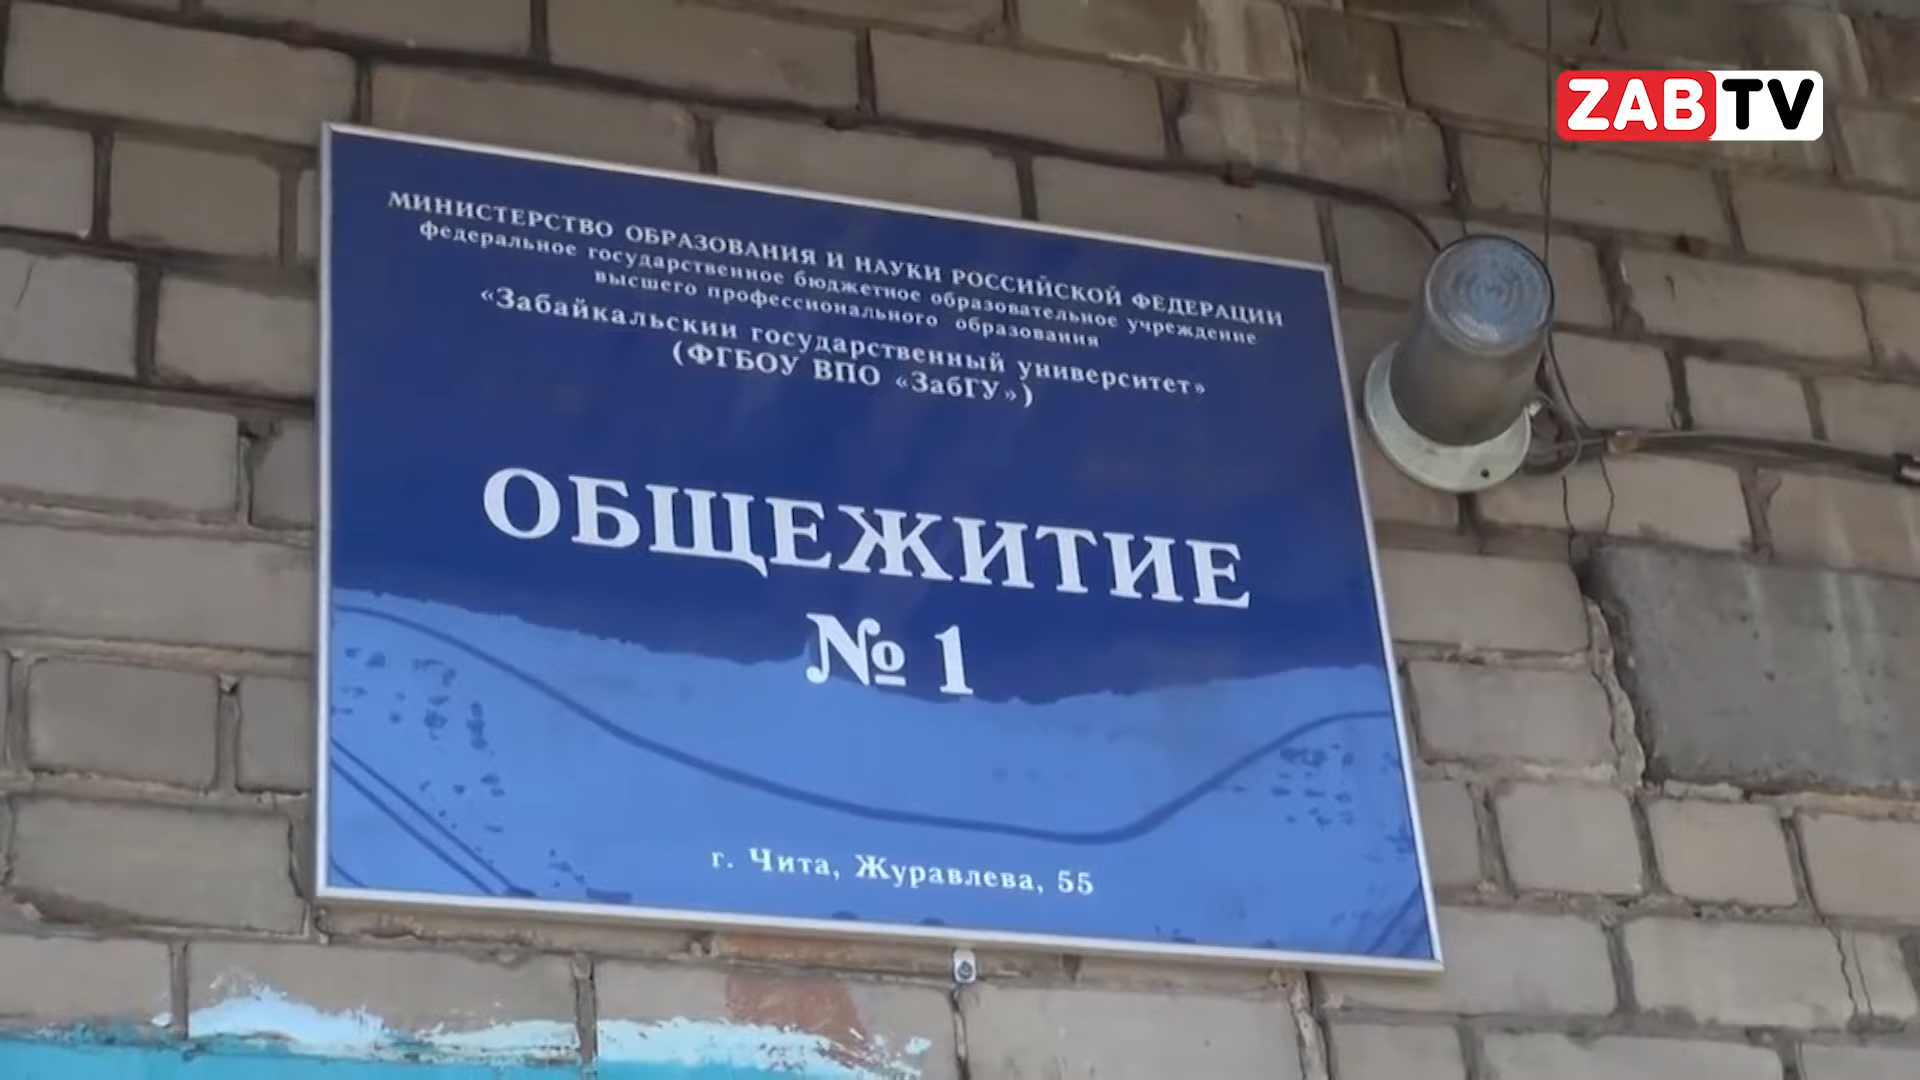 ZABTV
МИНИСТЕРСТВО ОБРАЗОВАНИЯ И НАУКИ РОССИЙСКОЙ ФЕДЕРАЦИИ
федеральное государственное бюджетное образовательное учреждение
высшего профессионального образования
«Забайкальский государственный университет»
(ФГБОУ ВПО «ЗабГУ»)
ОБЩЕЖИТИЕ
№ 1
г. Чита, Журавлева, 55